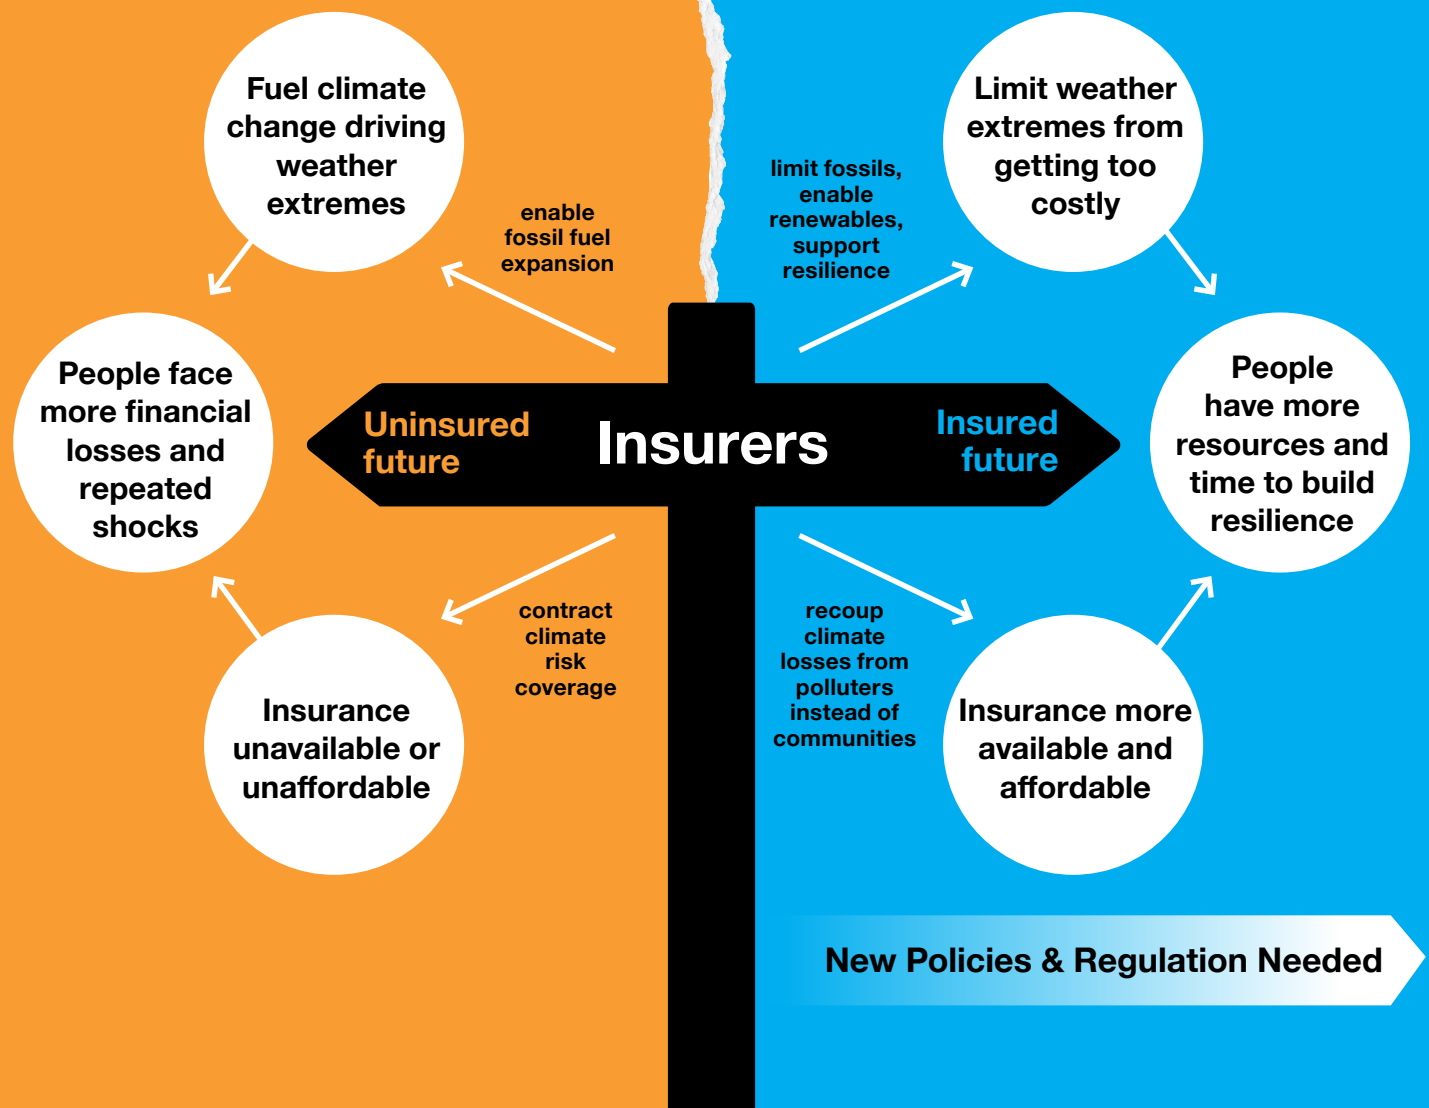 Fuel climate
change driving
weather
extremes
enable
fossil fuel
expansion
limit fossils,
enable
renewables,
support
resilience
Limit weather
extremes from
getting too
costly
People face
more financial
losses and
repeated
shocks
Uninsured
future
Insurers
Insured
future
People
have more
resources and
time to build
resilience
Insurance
unavailable or
unaffordable
contract
climate
risk
coverage
recoup
climate
losses from
polluters
instead of
communities
Insurance more
available and
affordable
New Policies & Regulation Needed